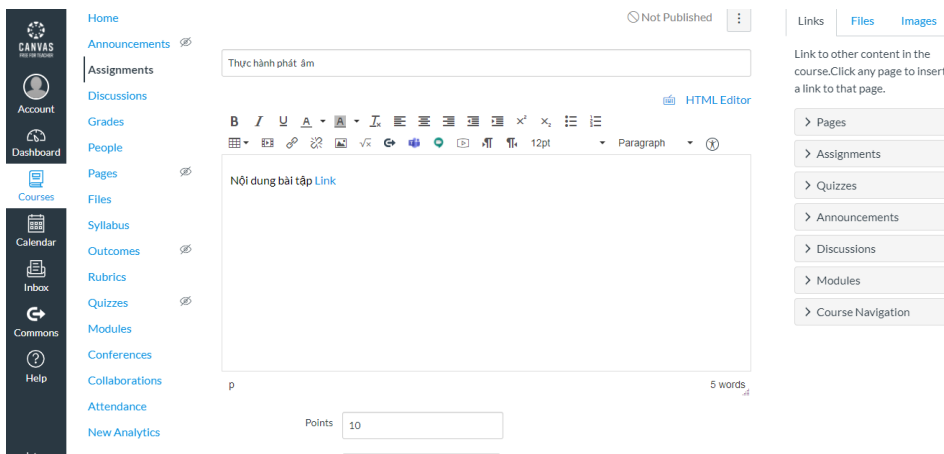 CANVAS
FREE FOR TEACHER
Account
Dashboard
Courses
Calendar
Inbox
Commons
Help
Home
Announcements
Assignments
Discussions
Grades
People
Pages
Files
Syllabus
Outcomes
Rubrics
Quizzes
Modules
Conferences
Collaborations
Attendance
New Analytics
Not Published
Thực hành phát âm
HTML Editor
B I U A A Tx x² x₂
√x 12pt Paragraph
Nội dung bài tập Link
p 5 words
Points 10
Links Files Images
Link to other content in the
course.Click any page to insert
a link to that page.
Pages
Assignments
Quizzes
Announcements
Discussions
Modules
Course Navigation